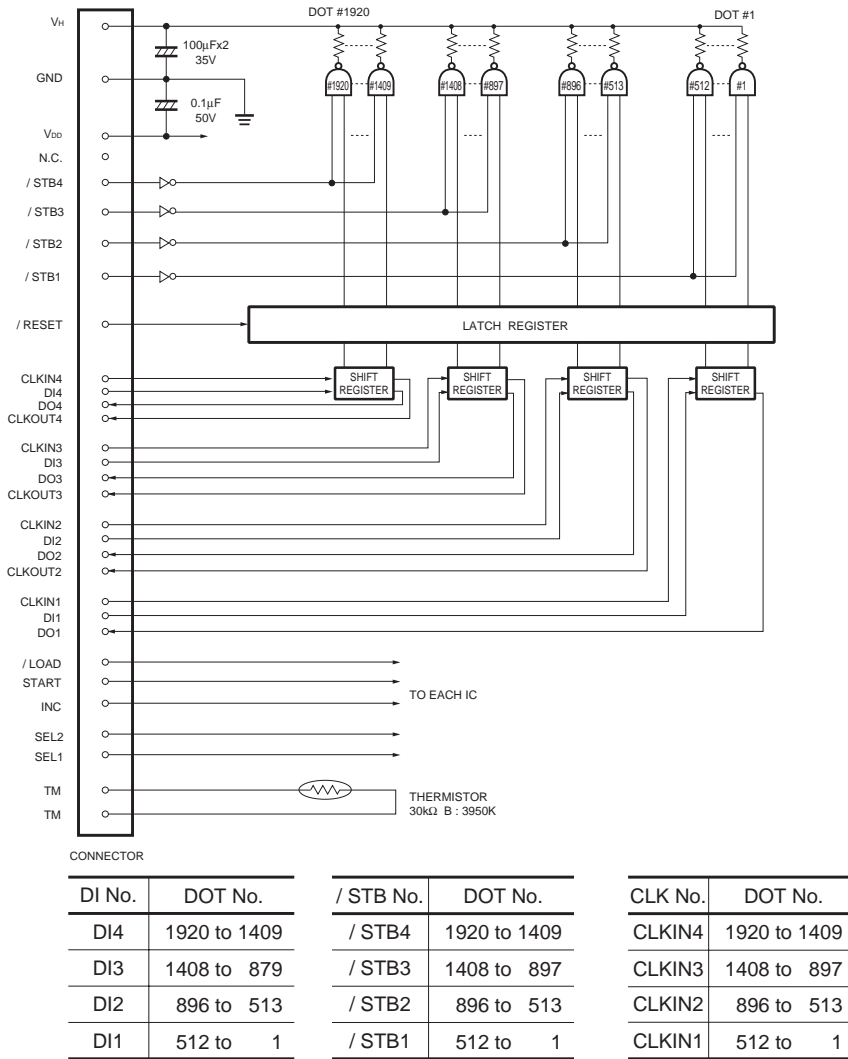 DOT #1920 DOT #1
VH
100μFx2
35V
GND
#1920 #1409 #1408 #897 #896 #513 #512 #1
0.1μF
50V
VDD
N.C.
/ STB4
/ STB3
/ STB2
/ STB1
/ RESET
LATCH REGISTER
CLKIN4
DI4
DO4
CLKOUT4
SHIFT
REGISTER
SHIFT
REGISTER
SHIFT
REGISTER
SHIFT
REGISTER
CLKIN3
DI3
DO3
CLKOUT3
CLKIN2
DI2
DO2
CLKOUT2
CLKIN1
DI1
DO1
/ LOAD
START
INC
TO EACH IC
SEL2
SEL1
TM
TM
THERMISTOR
30kΩ B : 3950K
CONNECTOR
DI No. DOT No.
DI4 1920 to 1409
DI3 1408 to 879
DI2 896 to 513
DI1 512 to 1
/ STB No. DOT No.
/ STB4 1920 to 1409
/ STB3 1408 to 897
/ STB2 896 to 513
/ STB1 512 to 1
CLK No. DOT No.
CLKIN4 1920 to 1409
CLKIN3 1408 to 897
CLKIN2 896 to 513
CLKIN1 512 to 1